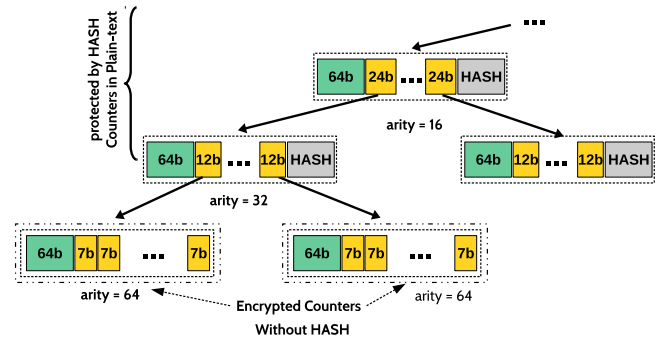 ...
protected by HASH
Counters in Plain-text
64b 24b ... 24b HASH
arity = 16
64b 12b ... 12b HASH
64b 12b ... 12b HASH
arity = 32
64b 7b 7b ... 7b
64b 7b 7b ... 7b
arity = 64
arity = 64
Encrypted Counters
Without HASH